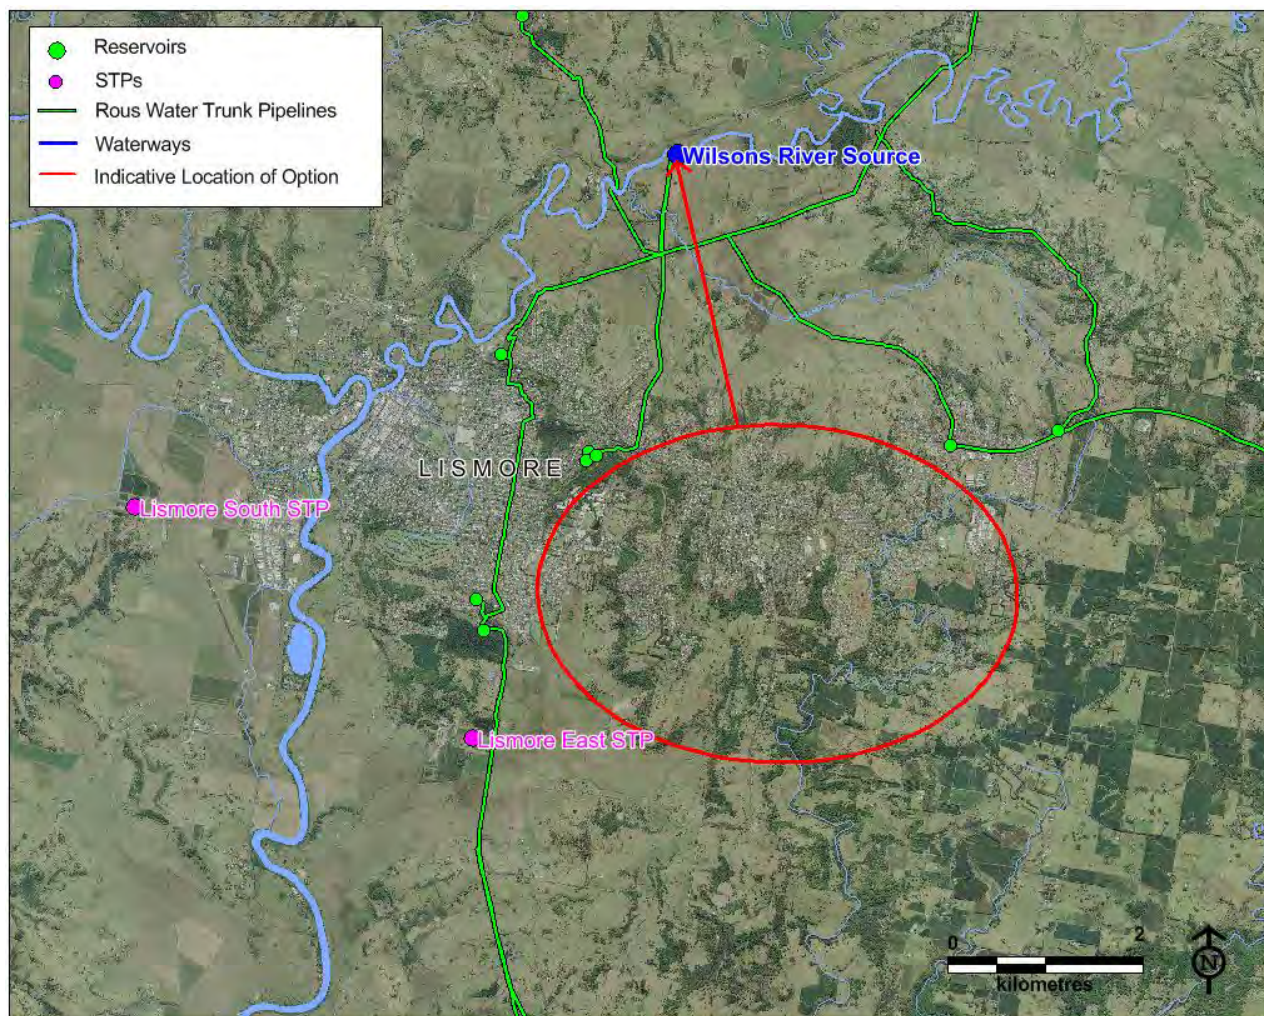 Reservoirs
STPs
Rous Water Trunk Pipelines
Waterways
Indicative Location of Option
Wilsons River Source
LISMORE
Lismore South STP
Lismore East STP
0 2
kilometres
N